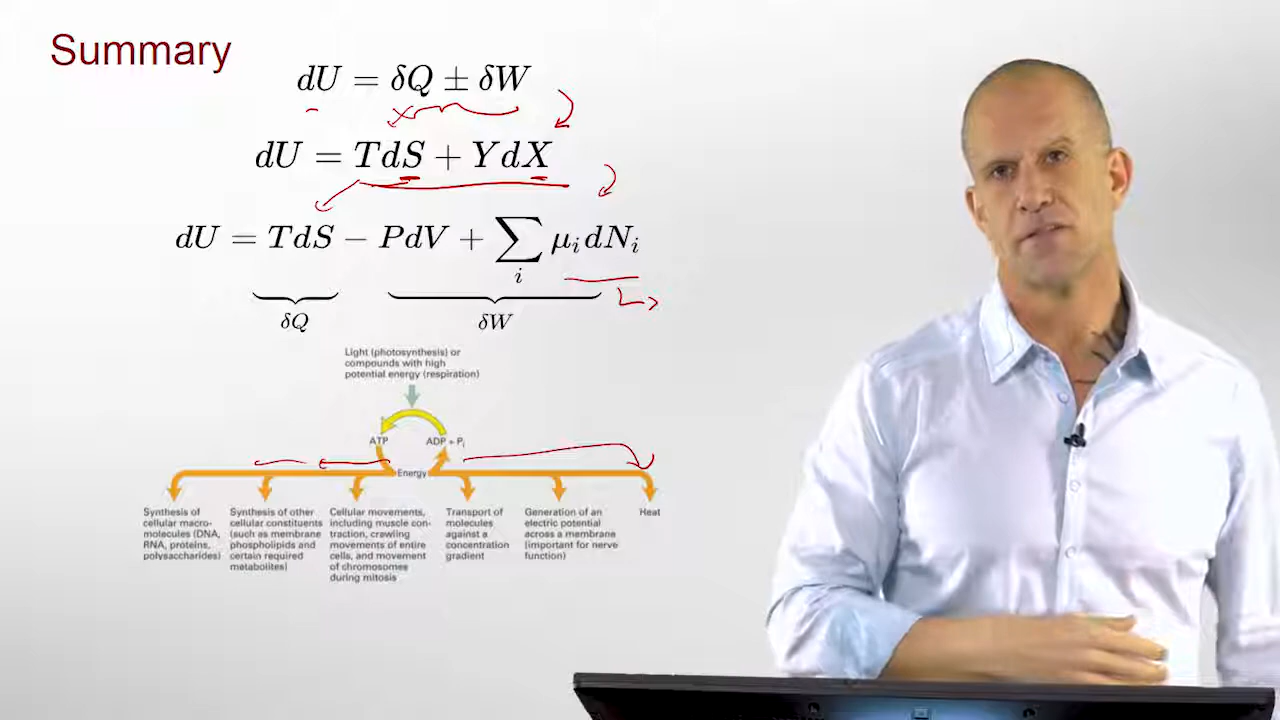 Summary
dU = δQ ± δW
dU = TdS + YdX
dU = TdS − PdV + ∑ μᵢdNᵢ
i
δQ δW
Light (photosynthesis) or
compounds with high
potential energy (respiration)
ATP ADP + Pᵢ
Energy
Synthesis of
cellular macro-
molecules (DNA,
RNA, proteins,
polysaccharides)
Synthesis of other
cellular constituents
(such as membrane
phospholipids and
certain required
metabolites)
Cellular movements,
including muscle con-
traction, crawling
movements of entire
cells, and movement
of chromosomes
during mitosis
Transport of
molecules
against a
concentration
gradient
Generation of an
electric potential
across a membrane
(important for nerve
function)
Heat